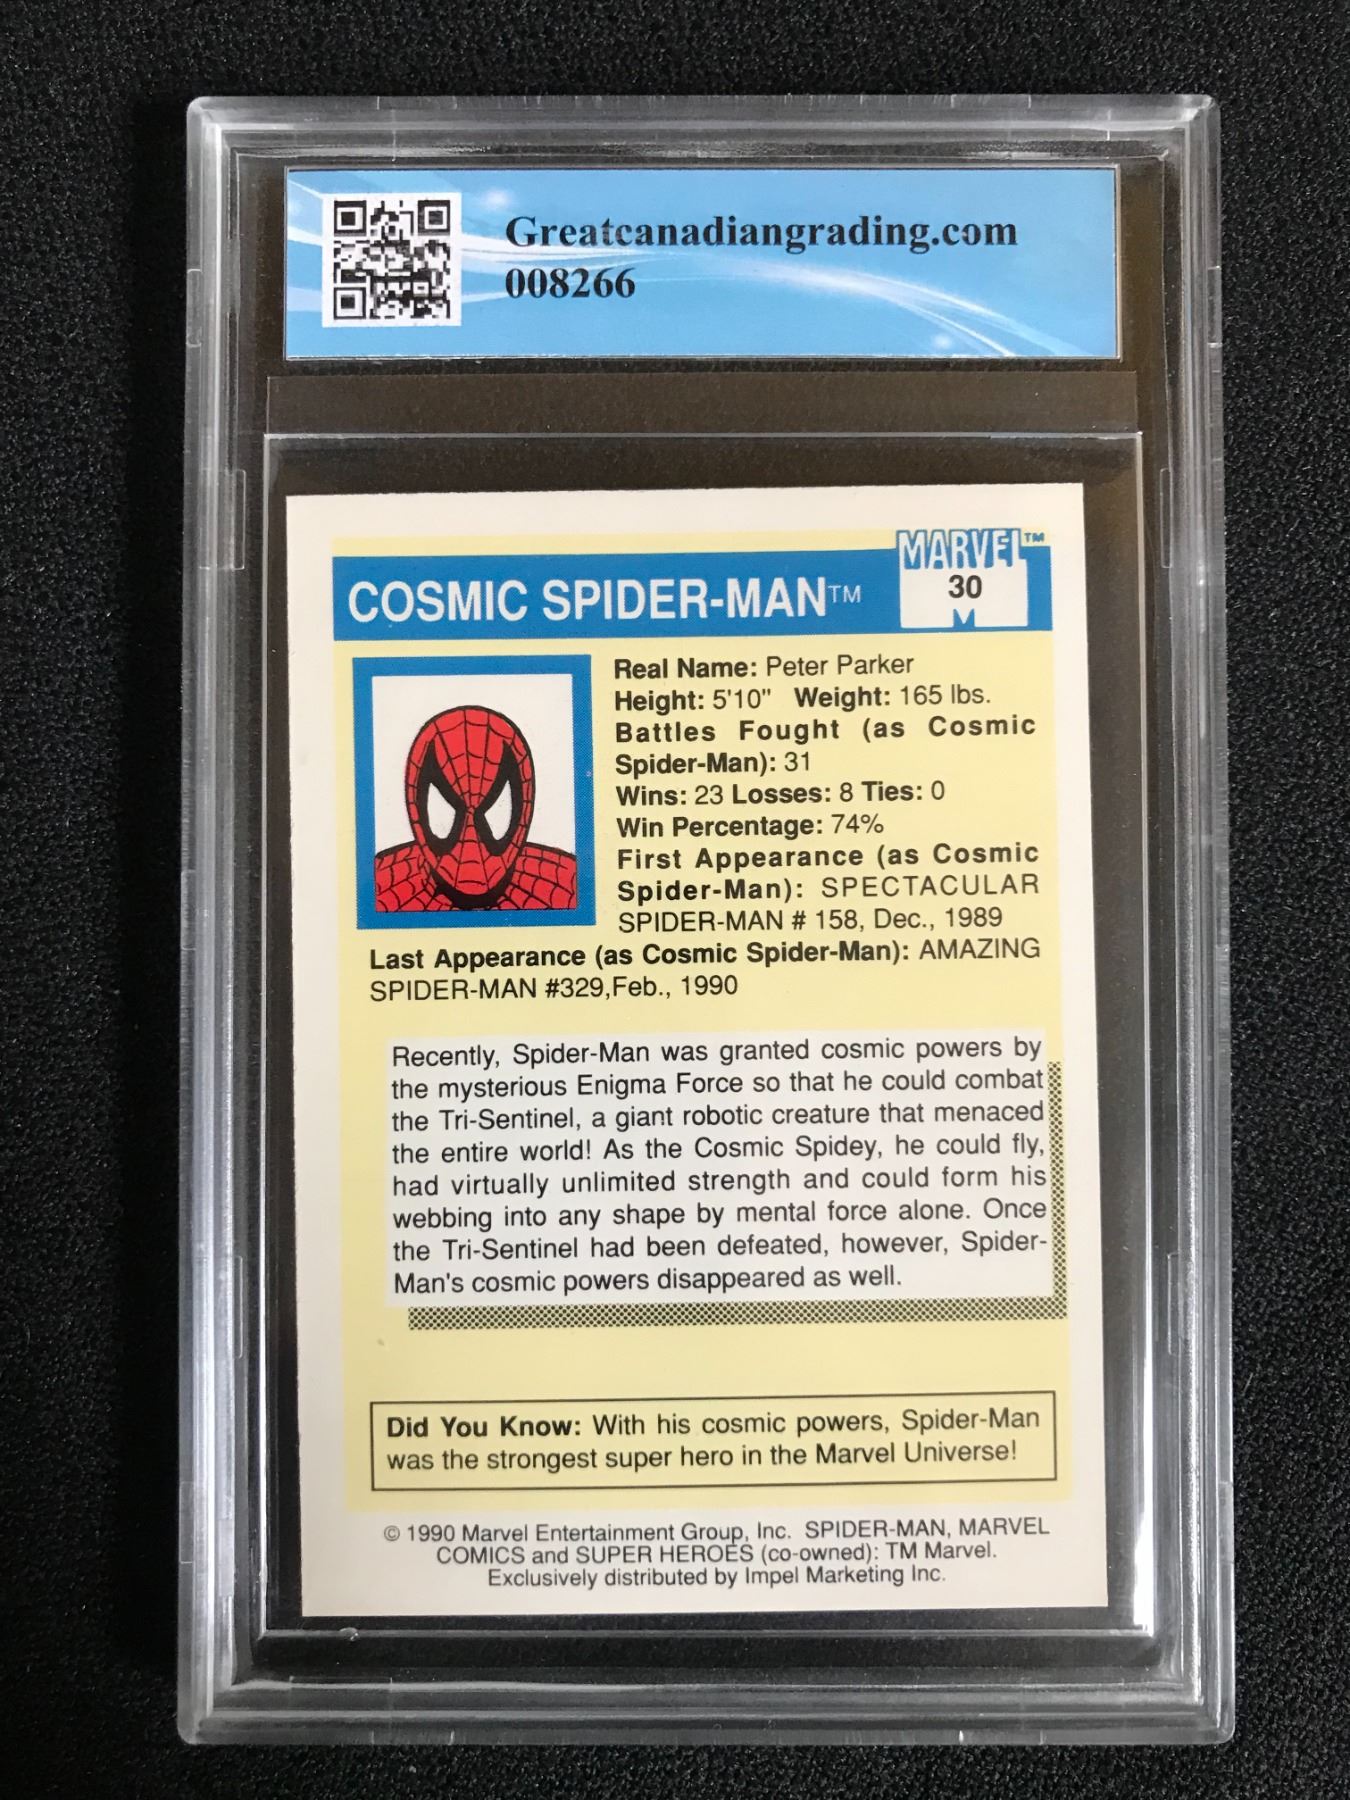 Greatcanadiangrading.com
008266
MARVEL™
30
COSMIC SPIDER-MAN™
Real Name: Peter Parker
Height: 5'10" Weight: 165 lbs.
Battles Fought (as Cosmic
Spider-Man): 31
Wins: 23 Losses: 8 Ties: 0
Win Percentage: 74%
First Appearance (as Cosmic
Spider-Man): SPECTACULAR
SPIDER-MAN # 158, Dec., 1989
Last Appearance (as Cosmic Spider-Man): AMAZING
SPIDER-MAN #329,Feb., 1990
Recently, Spider-Man was granted cosmic powers by
the mysterious Enigma Force so that he could combat
the Tri-Sentinel, a giant robotic creature that menaced
the entire world! As the Cosmic Spidey, he could fly,
had virtually unlimited strength and could form his
webbing into any shape by mental force alone. Once
the Tri-Sentinel had been defeated, however, Spider-
Man's cosmic powers disappeared as well.
Did You Know: With his cosmic powers, Spider-Man
was the strongest super hero in the Marvel Universe!
© 1990 Marvel Entertainment Group, Inc. SPIDER-MAN, MARVEL
COMICS and SUPER HEROES (co-owned): TM Marvel.
Exclusively distributed by Impel Marketing Inc.